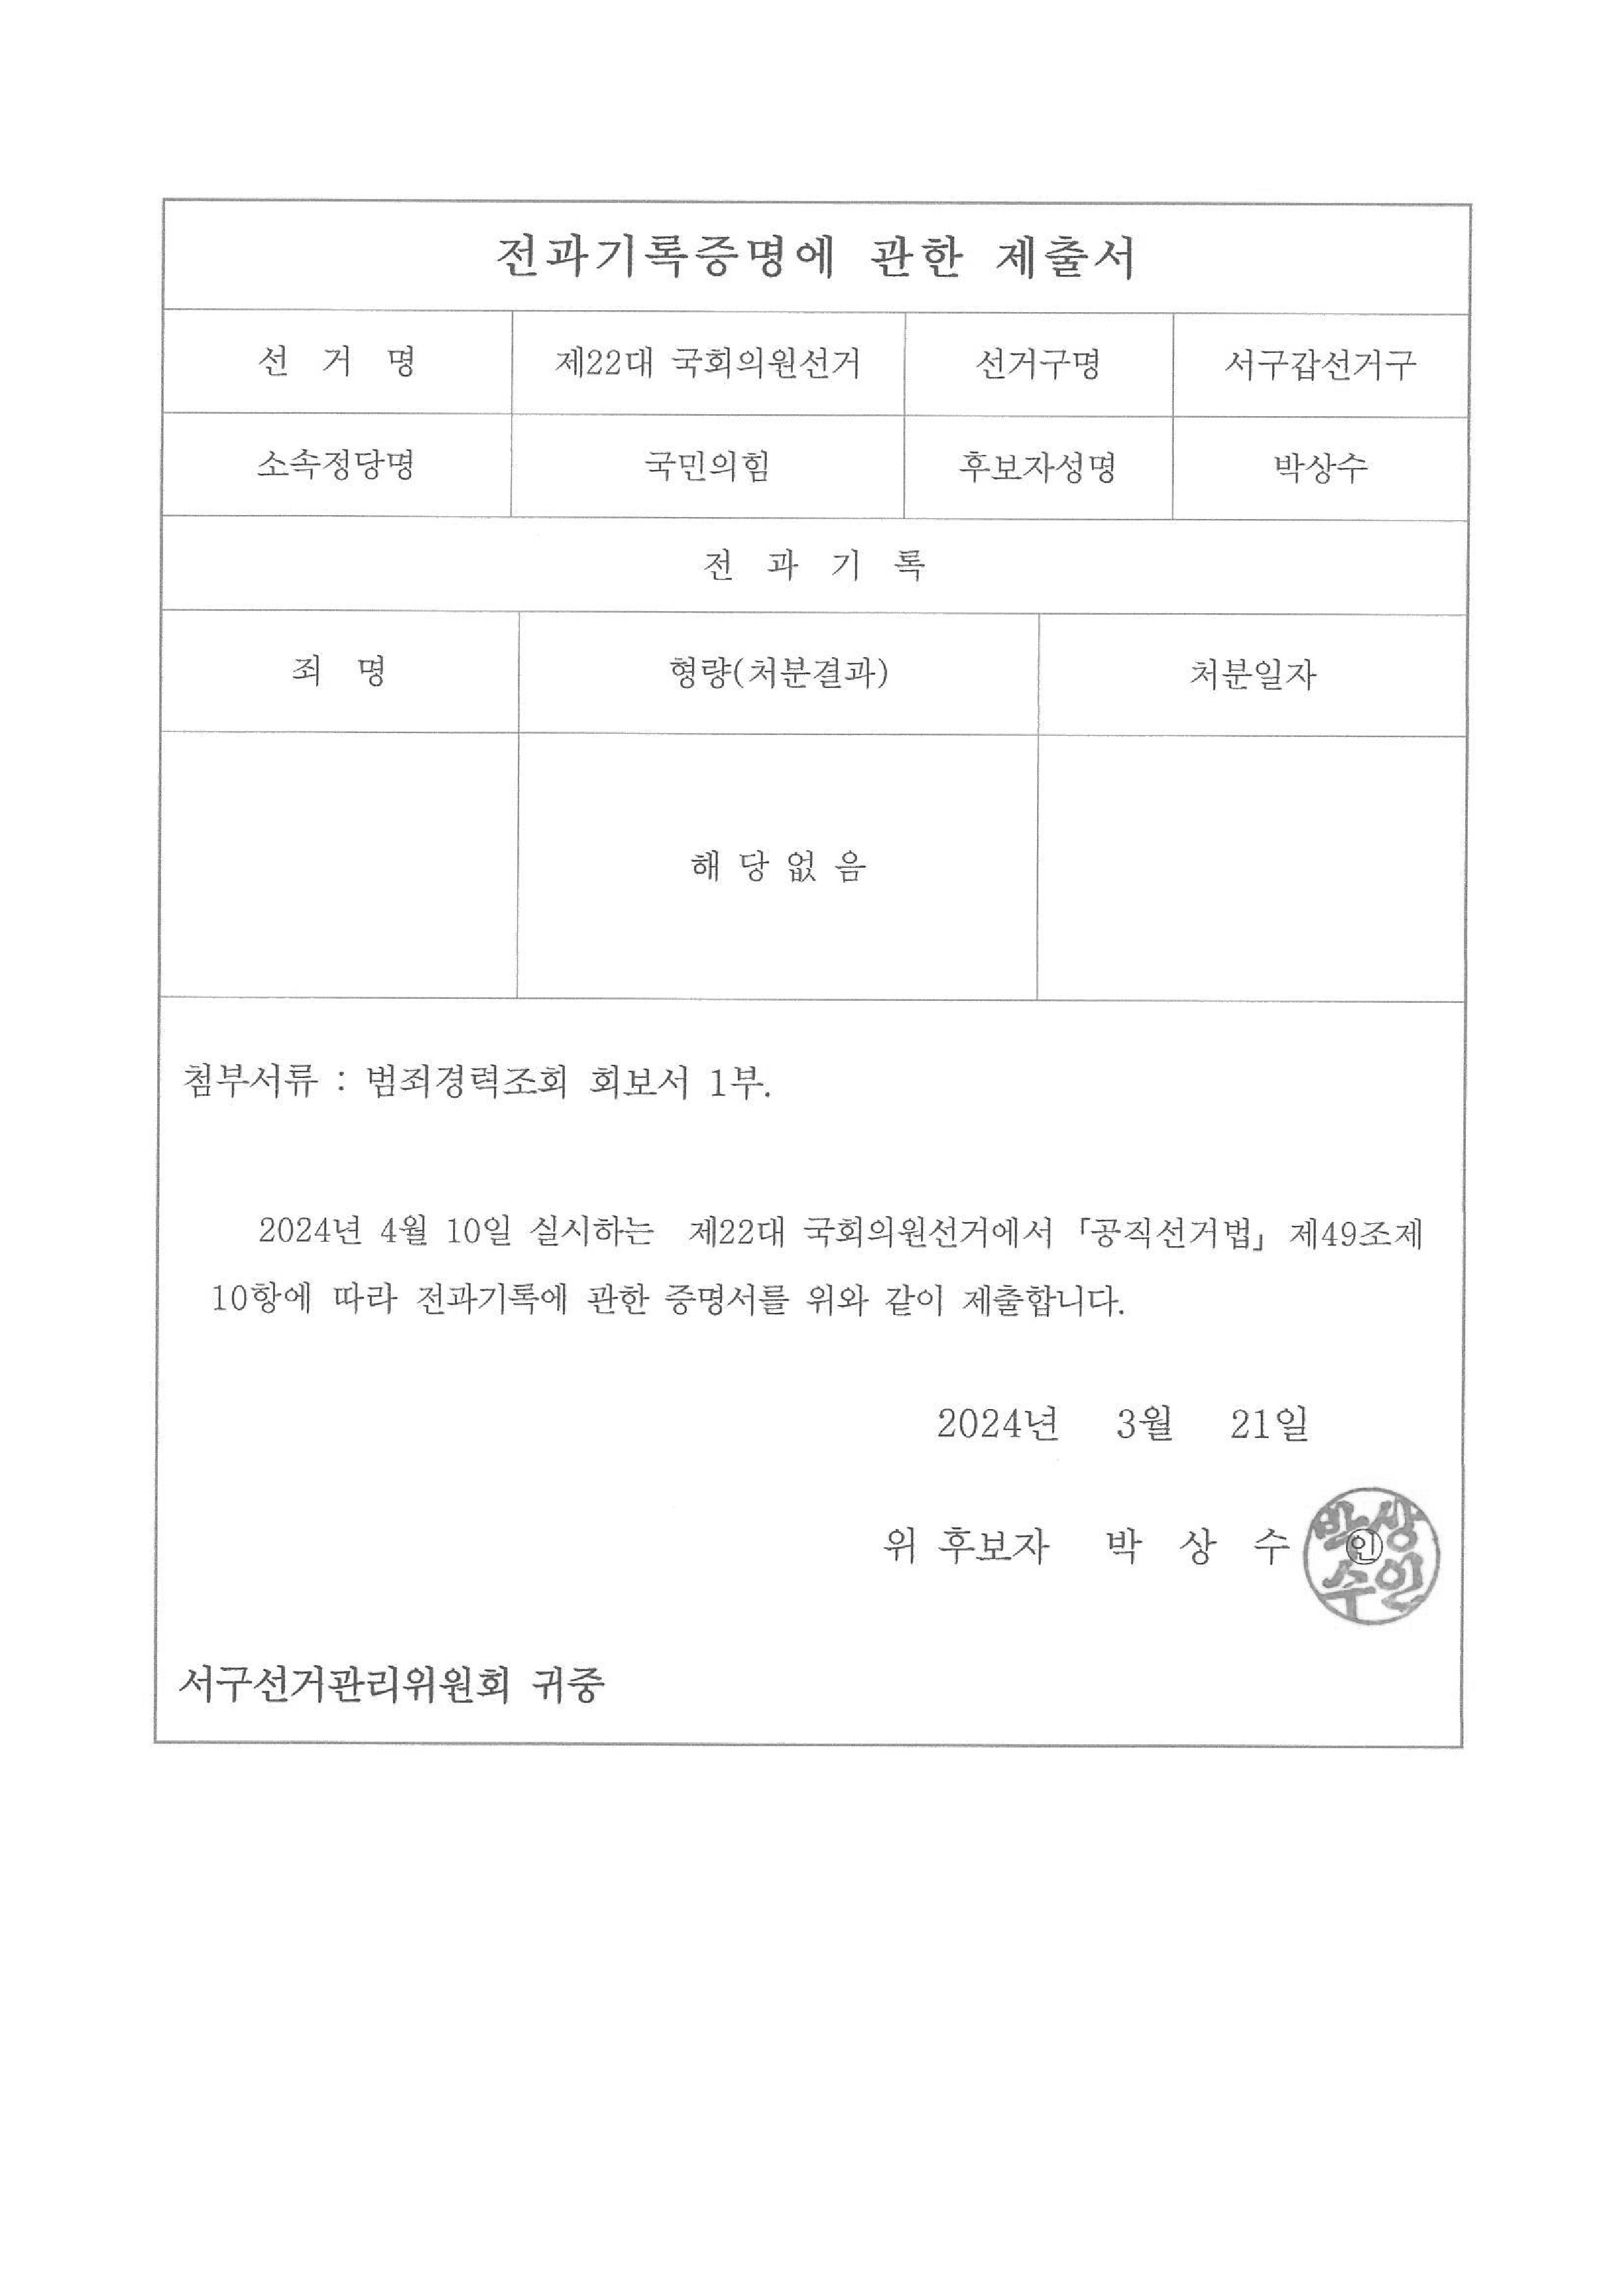 전과기록증명에 관한 제출서
선 거 명 제22대 국회의원선거 선거구명 서구갑선거구
소속정당명 국민의힘 후보자성명 박상수
전 과 기 록
죄 명 형량(처분결과) 처분일자
해 당 없 음
첨부서류 : 범죄경력조회 회보서 1부.
2024년 4월 10일 실시하는 제22대 국회의원선거에서 「공직선거법」 제49조제
10항에 따라 전과기록에 관한 증명서를 위와 같이 제출합니다.
2024년 3월 21일
위 후보자 박 상 수 ㊞
박상
수인
서구선거관리위원회 귀중